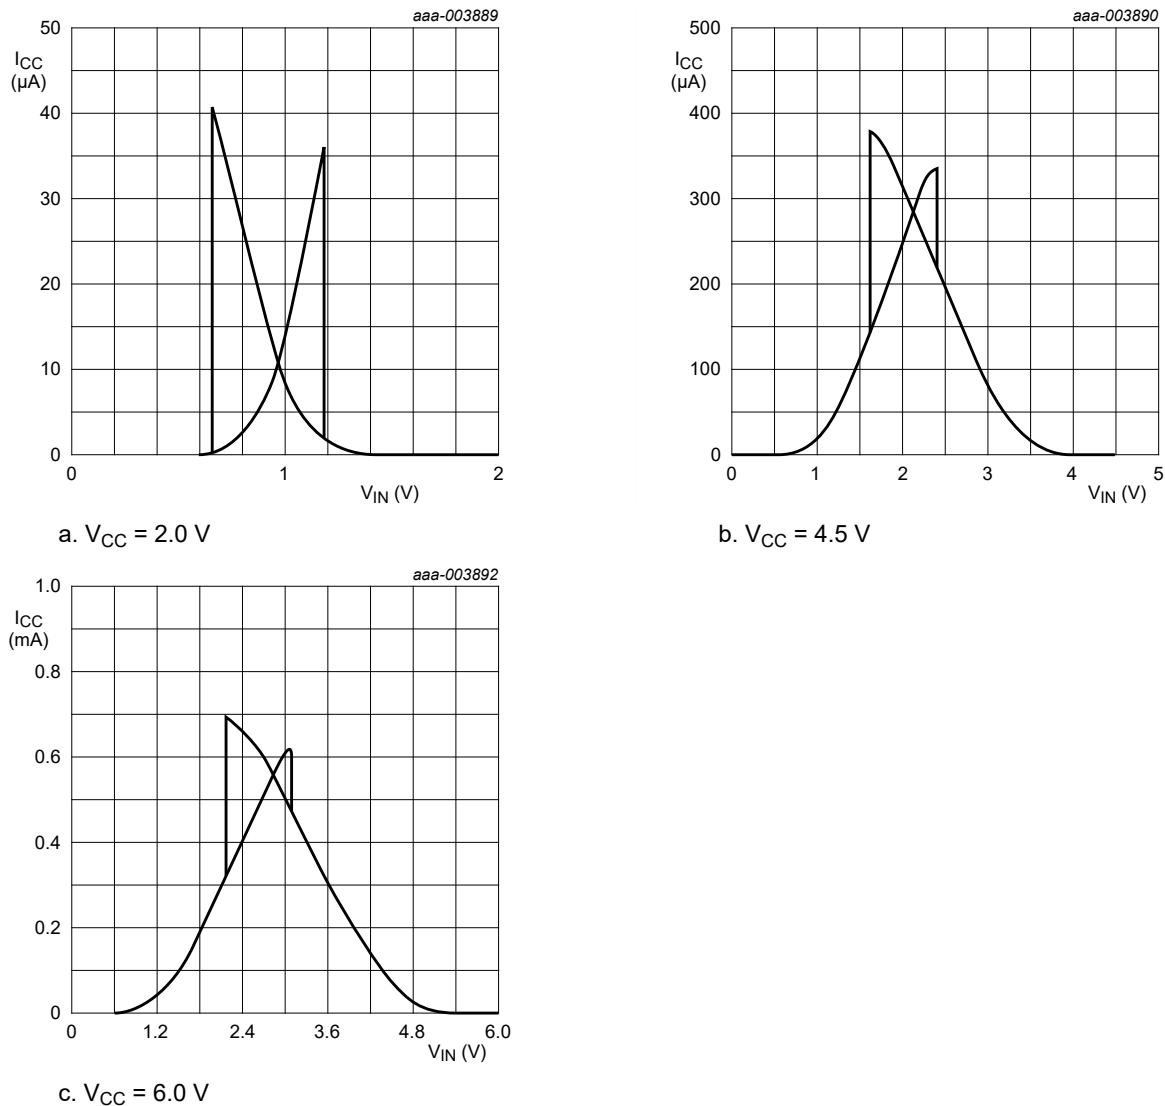 aaa-003889
50
I_CC
(µA)
40
30
20
10
0
0 1 2
V_IN (V)
a. V_CC = 2.0 V
aaa-003890
500
I_CC
(µA)
400
300
200
100
0
0 1 2 3 4 5
V_IN (V)
b. V_CC = 4.5 V
aaa-003892
1.0
I_CC
(mA)
0.8
0.6
0.4
0.2
0
0 1.2 2.4 3.6 4.8 6.0
V_IN (V)
c. V_CC = 6.0 V